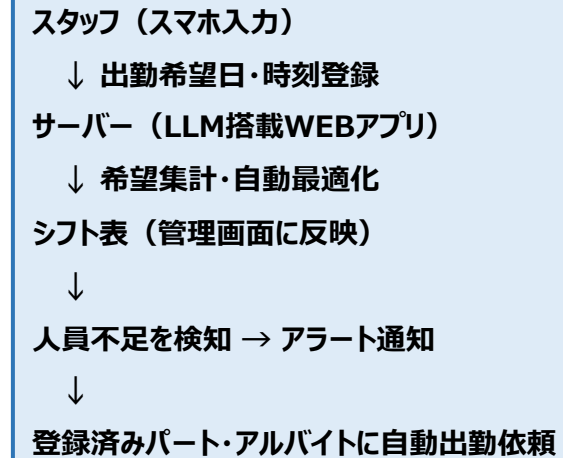 スタッフ（スマホ入力）
↓ 出勤希望日・時刻登録
サーバー（LLM搭載WEBアプリ）
↓ 希望集計・自動最適化
シフト表（管理画面に反映）
↓
人員不足を検知 → アラート通知
↓
登録済みパート・アルバイトに自動出勤依頼